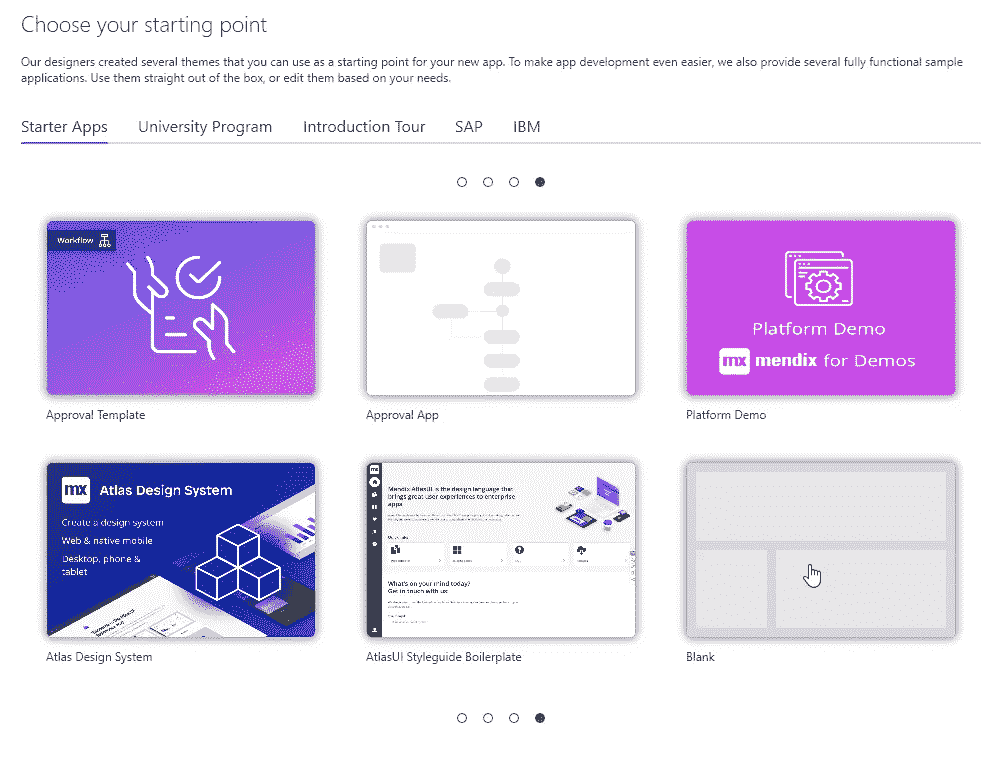 Choose your starting point
Our designers created several themes that you can use as a starting point for your new app. To make app development even easier, we also provide several fully functional sample
applications. Use them straight out of the box, or edit them based on your needs.
Starter Apps University Program Introduction Tour SAP IBM
Workflow
Platform Demo
mx mendix for Demos
Approval Template Approval App Platform Demo
mx Atlas Design System
Create a design system
Web & native mobile
Desktop, phone &
tablet
mx
Mendix AtlasUI is the design language that
brings great user experiences to enterprise
apps
What's on your mind today?
Get in touch with us
Atlas Design System AtlasUI Styleguide Boilerplate Blank